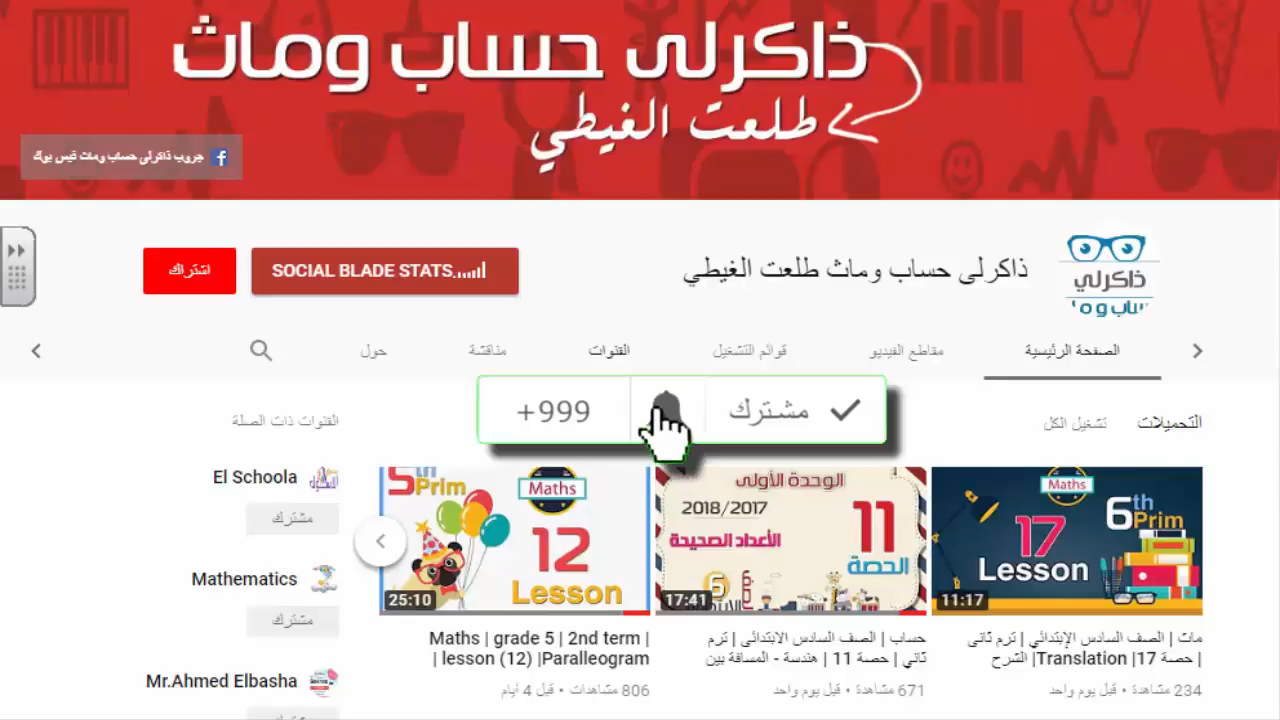 ذاكرلى حساب وماث
طلعت الغيطي
جروب ذاكرلى حساب وماث فيس بوك
اشتراك
SOCIAL BLADE STATS
ذاكرلى حساب وماث طلعت الغيطي
ذاكرلي
الصفحة الرئيسية
مقاطع الفيديو
قوائم التشغيل
القنوات
مناقشة
حول
مشترك
+999
التحميلات
تشغيل الكل
القنوات ذات الصلة
Maths
6th
Prim
17
Lesson
11:17
ماث | الصف السادس الإبتدائي | ترم ثاني
| حصة 17| Translation| الشرح
234 مشاهدة • قبل يوم واحد
الوحدة الأولى
2018/2017
الأعداد الصحيحة
11
الحصة
6
17:41
حساب | الصف السادس الابتدائى | ترم
ثاني | حصة 11 | هندسة - المسافة بين
671 مشاهدة • قبل يوم واحد
5th
Prim
Maths
12
Lesson
25:10
Maths | grade 5 | 2nd term |
lesson (12) |Paralleogram |
806 مشاهدات • قبل 4 أيام
El Schoola
مشترك
Mathematics
مشترك
Mr.Ahmed Elbasha
مشترك